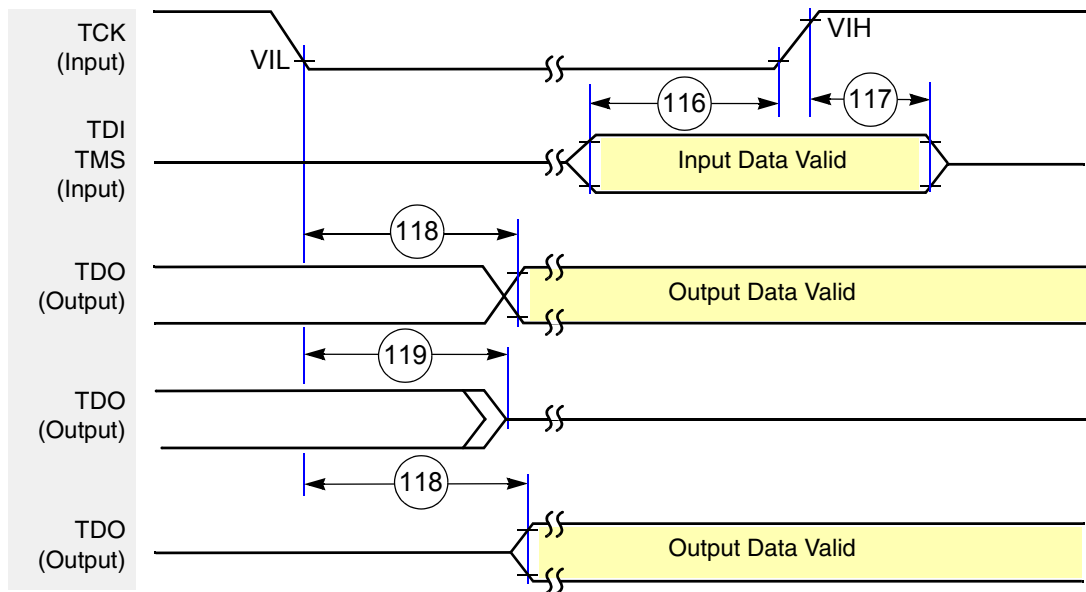 TCK
(Input)
VIL
VIH
116
117
TDI
TMS
(Input)
Input Data Valid
118
TDO
(Output)
Output Data Valid
119
TDO
(Output)
118
TDO
(Output)
Output Data Valid